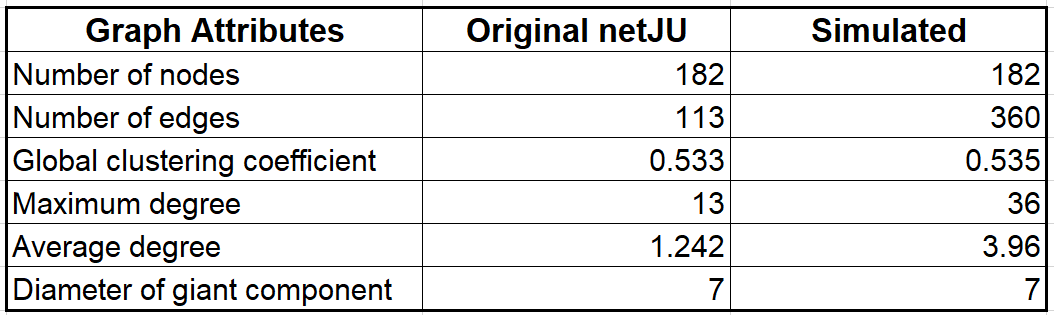 Graph Attributes Original netJU Simulated
Number of nodes 182 182
Number of edges 113 360
Global clustering coefficient 0.533 0.535
Maximum degree 13 36
Average degree 1.242 3.96
Diameter of giant component 7 7